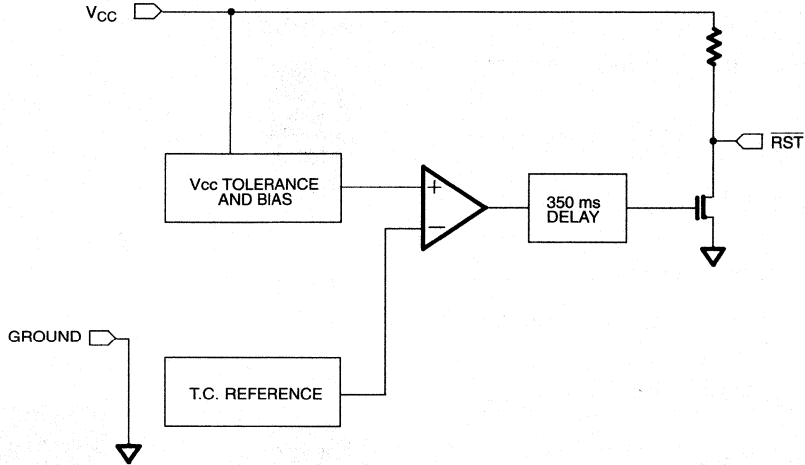 VCC
RST
Vcc TOLERANCE
AND BIAS
+
−
350 ms
DELAY
GROUND
T.C. REFERENCE